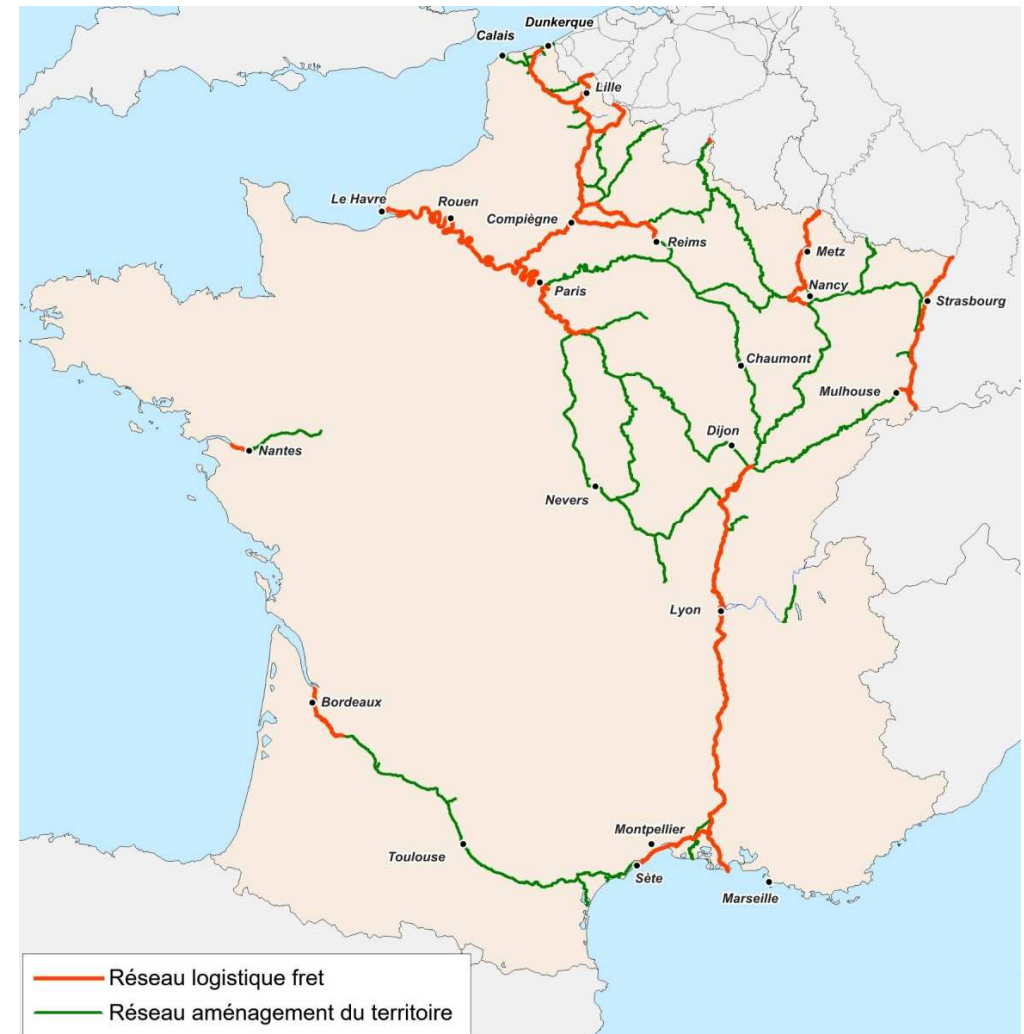 Dunkerque
Calais
Lille
Le Havre
Rouen
Compiègne
Reims
Metz
Paris
Nancy
Strasbourg
Chaumont
Mulhouse
Dijon
Nantes
Nevers
Lyon
Bordeaux
Montpellier
Toulouse
Sète
Marseille
Réseau logistique fret
Réseau aménagement du territoire